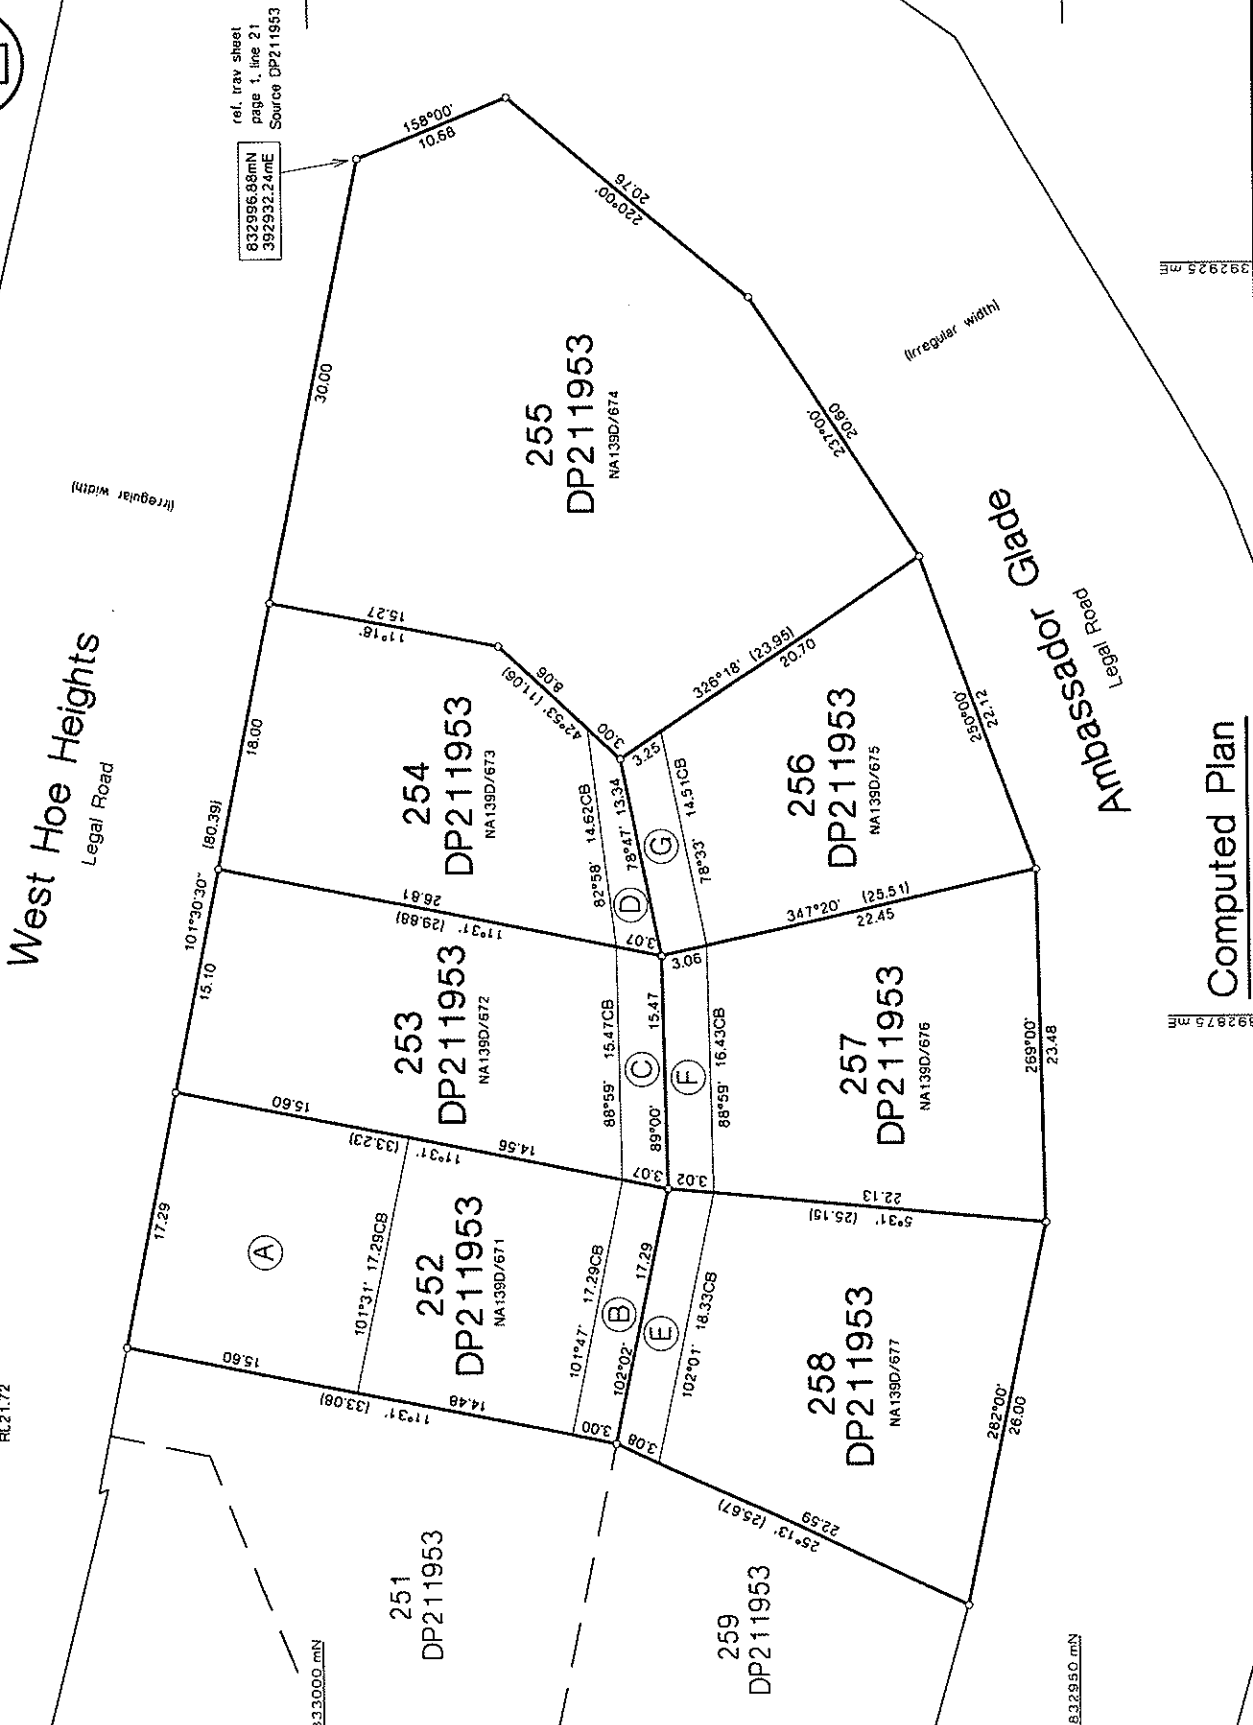 RL21.72
West Hoe Heights
Legal Road
(Irregular width)
ref. trav sheet
page 1, line 21
Source DP211953
832996.88mN
392932.24mE
17.29
15.10
101°30'30"
(80.39)
18.00
30.00
158°00'
10.68
220°00'
20.76
237°00'
20.60
250°00'
22.12
269°00'
23.48
282°00'
26.00
251
DP211953
252
DP211953
NA139D/671
253
DP211953
NA139D/672
254
DP211953
NA139D/673
255
DP211953
NA139D/674
256
DP211953
NA139D/675
257
DP211953
NA139D/676
258
DP211953
NA139D/677
259
DP211953
15.60
11°31' (33.08)
14.48
3.00
15.60
11°31' (33.23)
14.56
3.07
11°31' (29.88)
26.81
3.07
11°18'
15.27
42°53' (11.06)
8.06
3.00
326°18' (23.95)
20.70
3.25
347°20' (25.51)
22.45
3.06
5°31' (25.15)
22.13
3.02
25°13' (25.67)
22.59
3.08
101°31' 17.29CB
101°47' 17.29CB
102°02' 17.29
102°01' 18.33CB
88°59' 15.47CB
89°00' 15.47
88°59' 16.43CB
82°58' 14.62CB
78°47' 13.34
78°33' 14.51CB
A
B
C
D
E
F
G
(Irregular width)
Ambassador Glade
Legal Road
Computed Plan
392925 mE
392875 mE
833000 mN
832950 mN